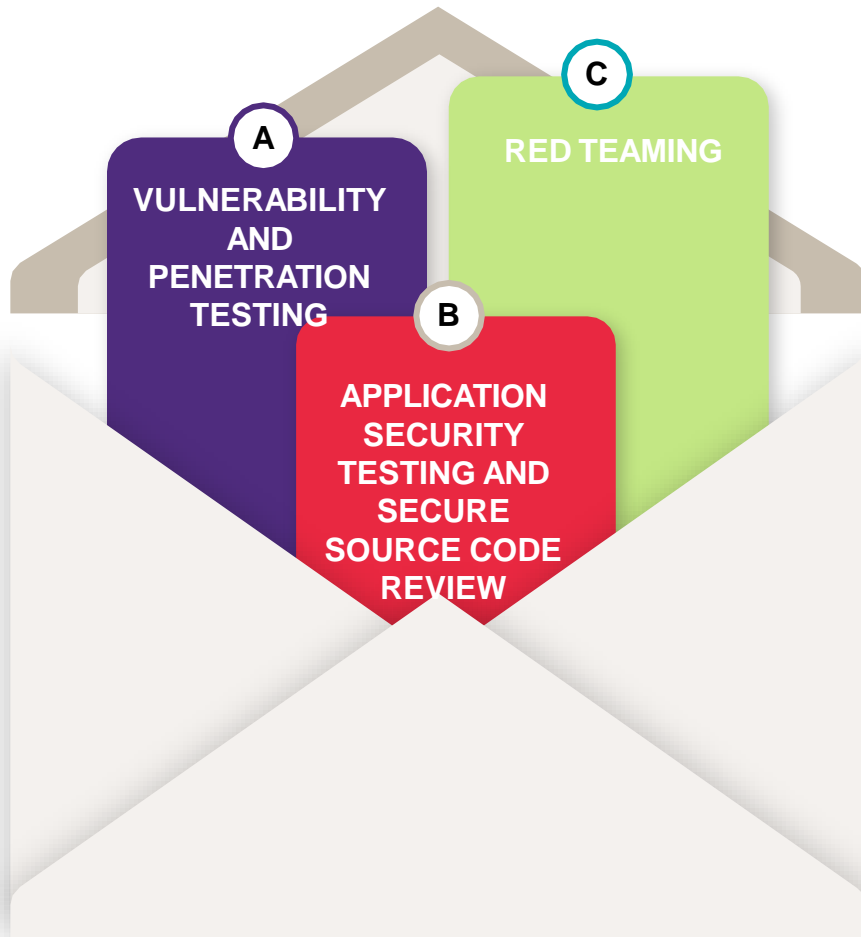 A
VULNERABILITY
AND
PENETRATION
TESTING
B
APPLICATION
SECURITY
TESTING AND
SECURE
SOURCE CODE
REVIEW
C
RED TEAMING